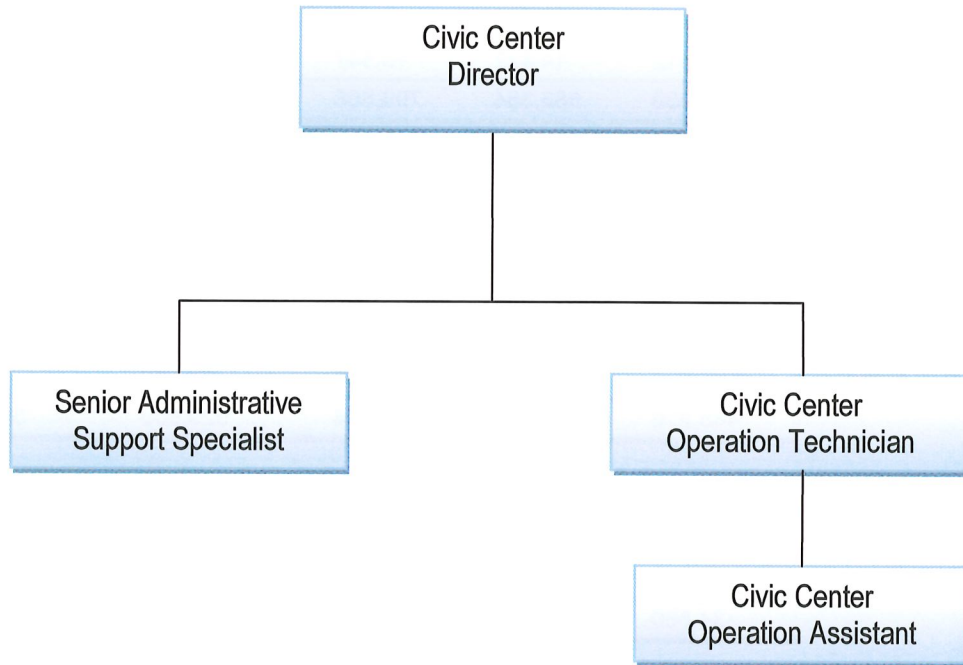 Civic Center
Director
Senior Administrative
Support Specialist
Civic Center
Operation Technician
Civic Center
Operation Assistant